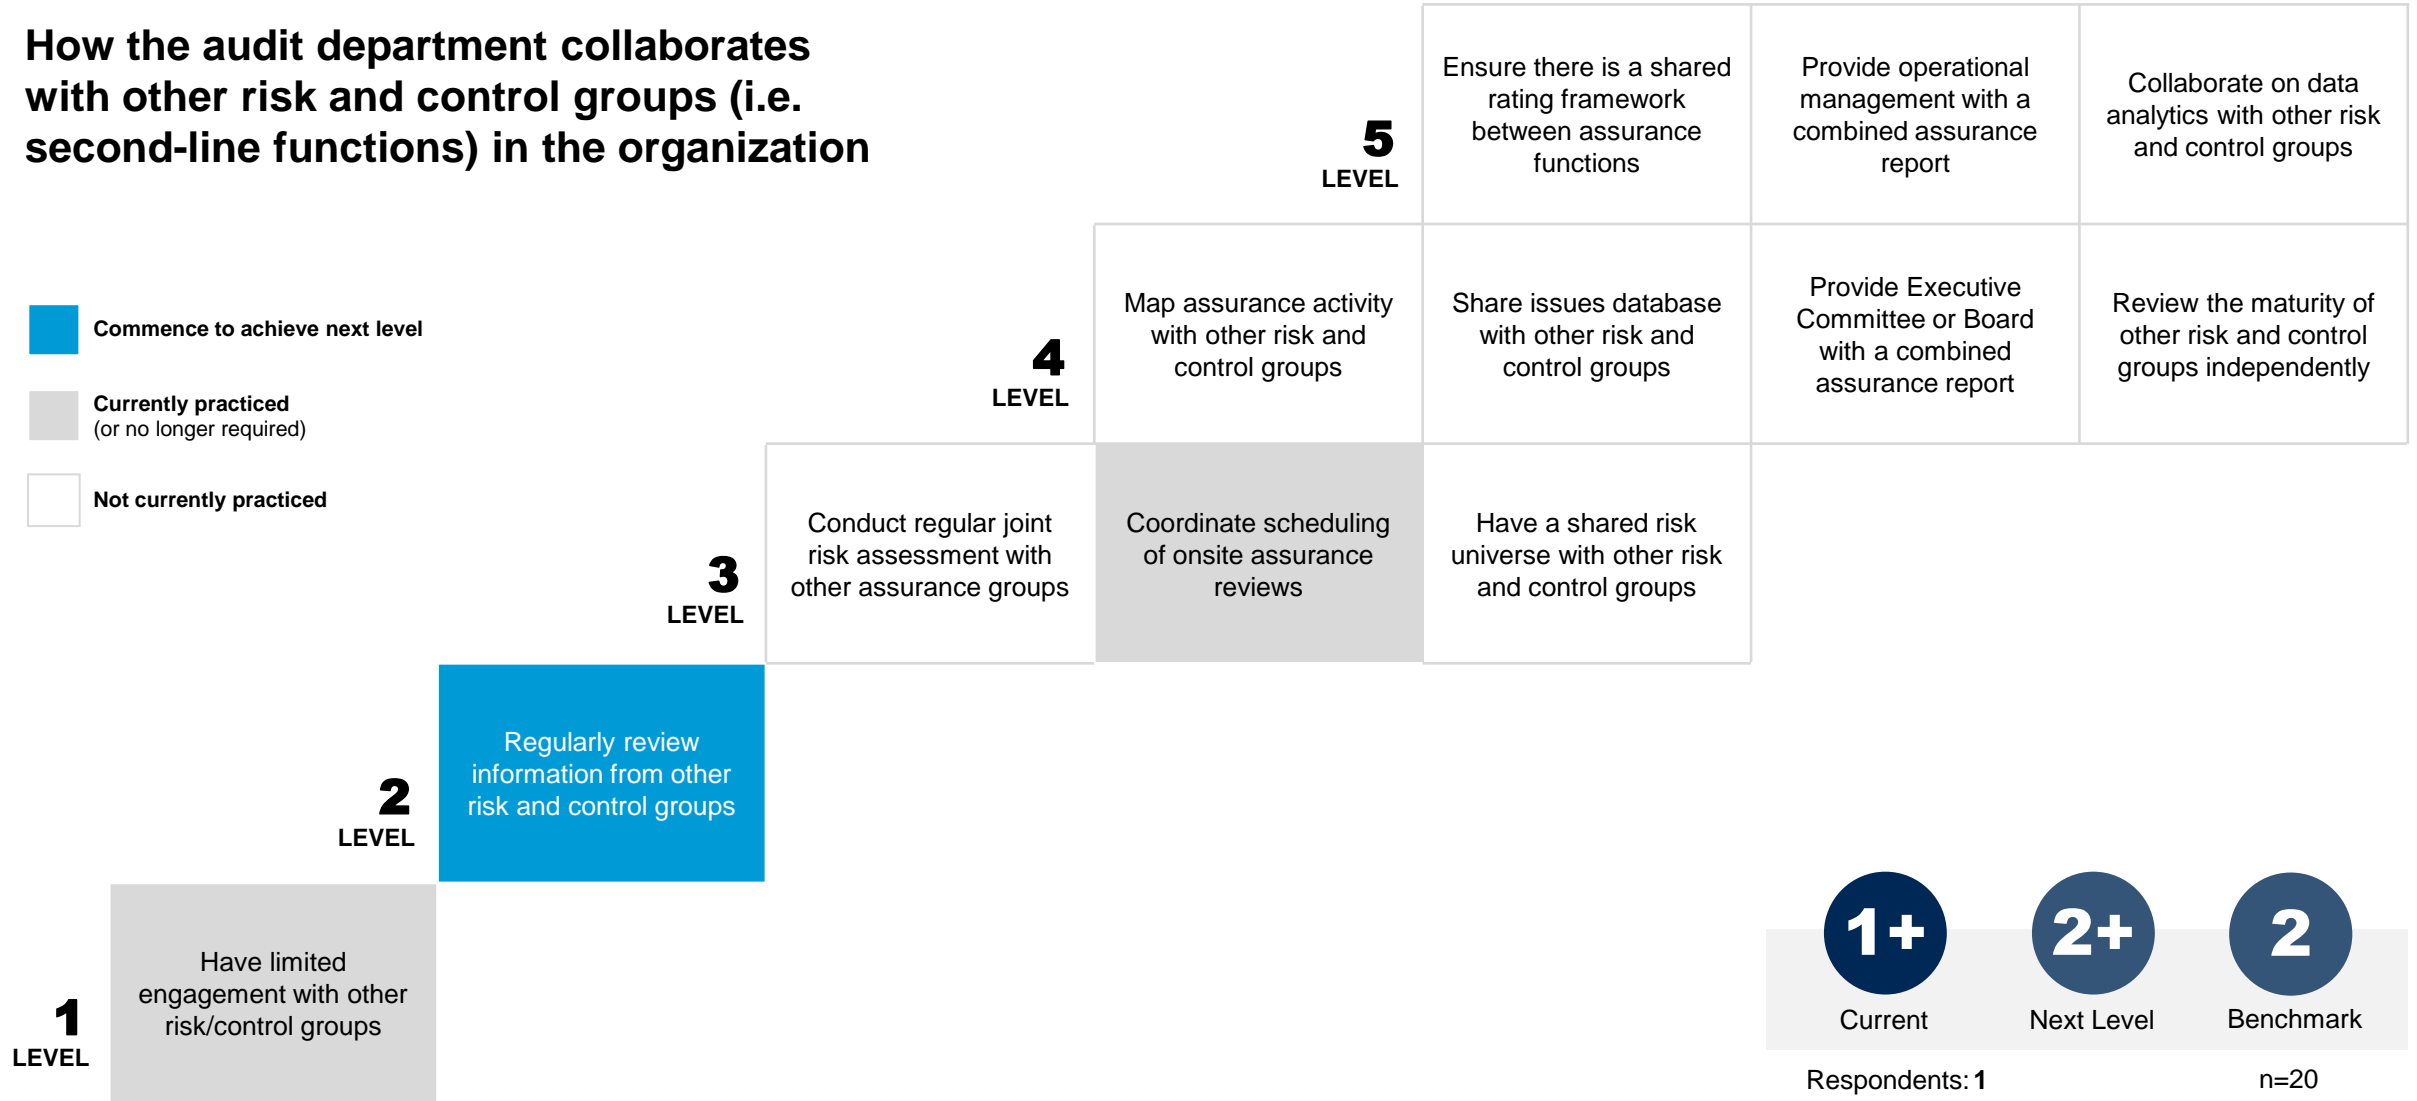 How the audit department collaborates
with other risk and control groups (i.e.
second-line functions) in the organization
Commence to achieve next level
Currently practiced
(or no longer required)
Not currently practiced
5
LEVEL
Ensure there is a shared
rating framework
between assurance
functions
Provide operational
management with a
combined assurance
report
Collaborate on data
analytics with other risk
and control groups
4
LEVEL
Map assurance activity
with other risk and
control groups
Share issues database
with other risk and
control groups
Provide Executive
Committee or Board
with a combined
assurance report
Review the maturity of
other risk and control
groups independently
3
LEVEL
Conduct regular joint
risk assessment with
other assurance groups
Coordinate scheduling
of onsite assurance
reviews
Have a shared risk
universe with other risk
and control groups
2
LEVEL
Regularly review
information from other
risk and control groups
1
LEVEL
Have limited
engagement with other
risk/control groups
1+
Current
2+
Next Level
2
Benchmark
Respondents: 1
n=20